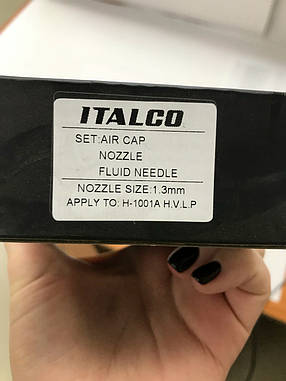 ITALCO
SET:AIR CAP
NOZZLE
FLUID NEEDLE
NOZZLE SIZE:1.3mm
APPLY TO: H-1001A H.V.L.P